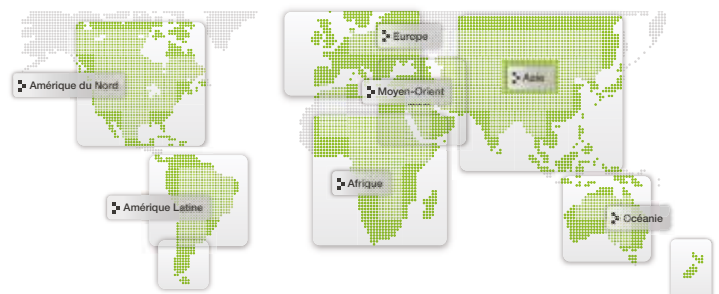 Europe
Asie
Amérique du Nord
Moyen-Orient
Afrique
Amérique Latine
Océanie